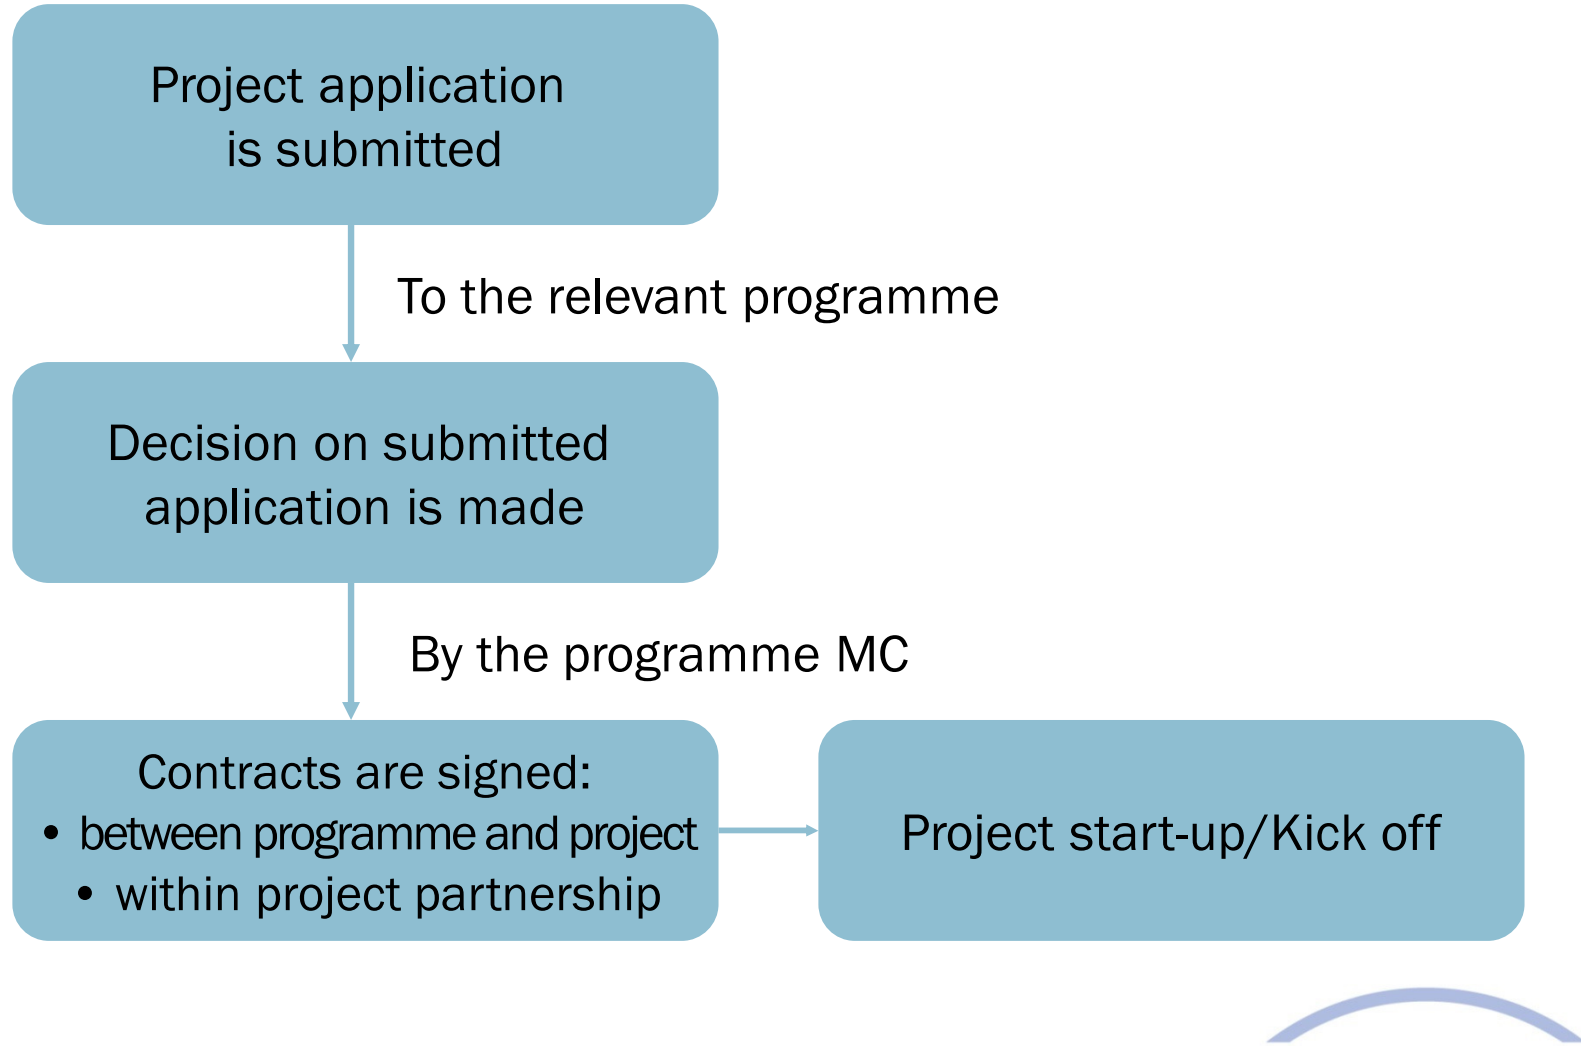 Project application
is submitted
To the relevant programme
Decision on submitted
application is made
By the programme MC
Contracts are signed:
• between programme and project
• within project partnership
Project start-up/Kick off